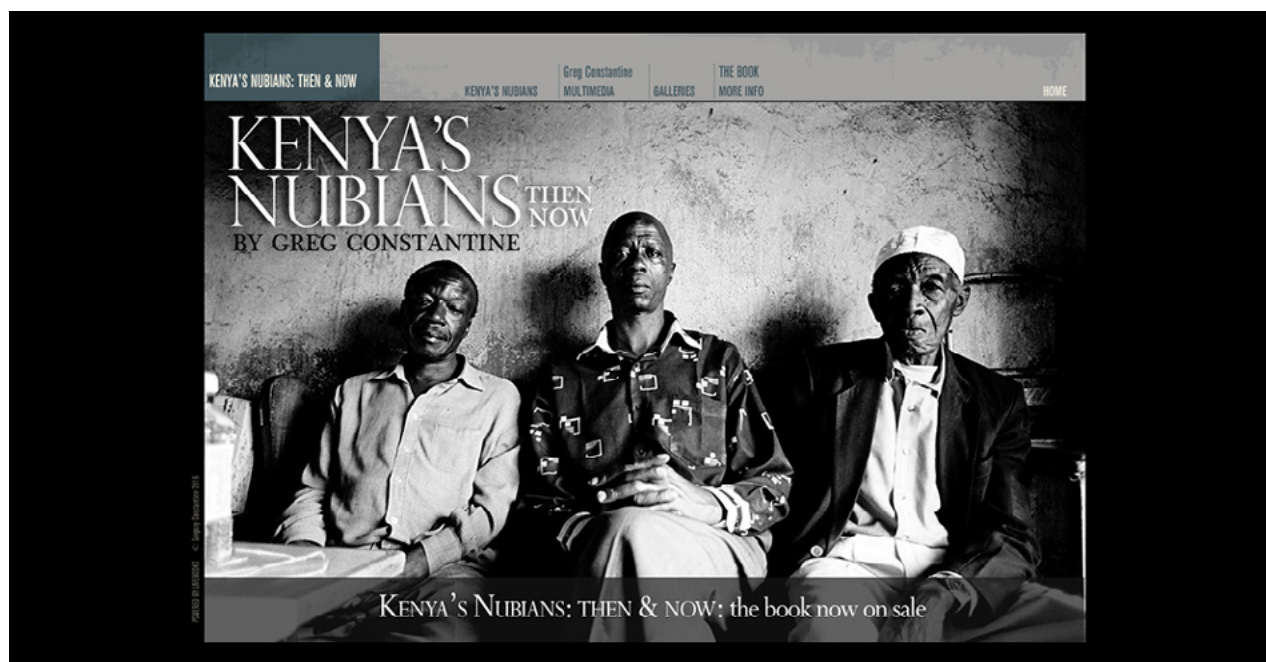 KENYA'S NUBIANS: THEN & NOW
KENYA'S NUBIANS
Greg Constantine
MULTIMEDIA
GALLERIES
THE BOOK
MORE INFO
HOME
KENYA'S
NUBIANS THEN
NOW
BY GREG CONSTANTINE
KENYA'S NUBIANS: THEN & NOW: the book now on sale